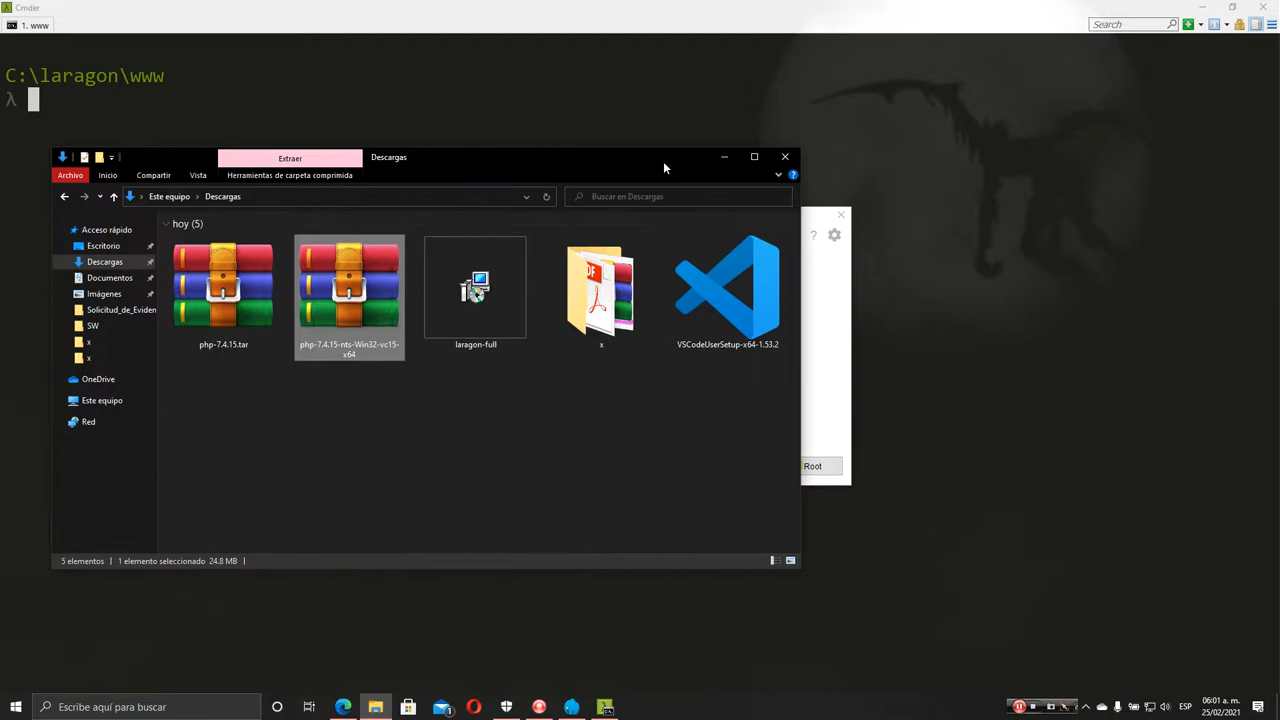 Cmder
1. www
Search
C:\laragon\www
λ
Extraer
Descargas
Archivo
Inicio
Compartir
Vista
Herramientas de carpeta comprimida
Este equipo
Descargas
Buscar en Descargas
Acceso rápido
Escritorio
Descargas
Documentos
Imágenes
Solicitud_de_Eviden
SW
x
x
OneDrive
Este equipo
Red
hoy (5)
php-7.4.15.tar
php-7.4.15-nts-Win32-vc15-
x64
laragon-full
PDF
x
VSCodeUserSetup-x64-1.53.2
Root
5 elementos
1 elemento seleccionado 24.8 MB
Escribe aquí para buscar
ESP
06:01 a. m.
25/02/2021